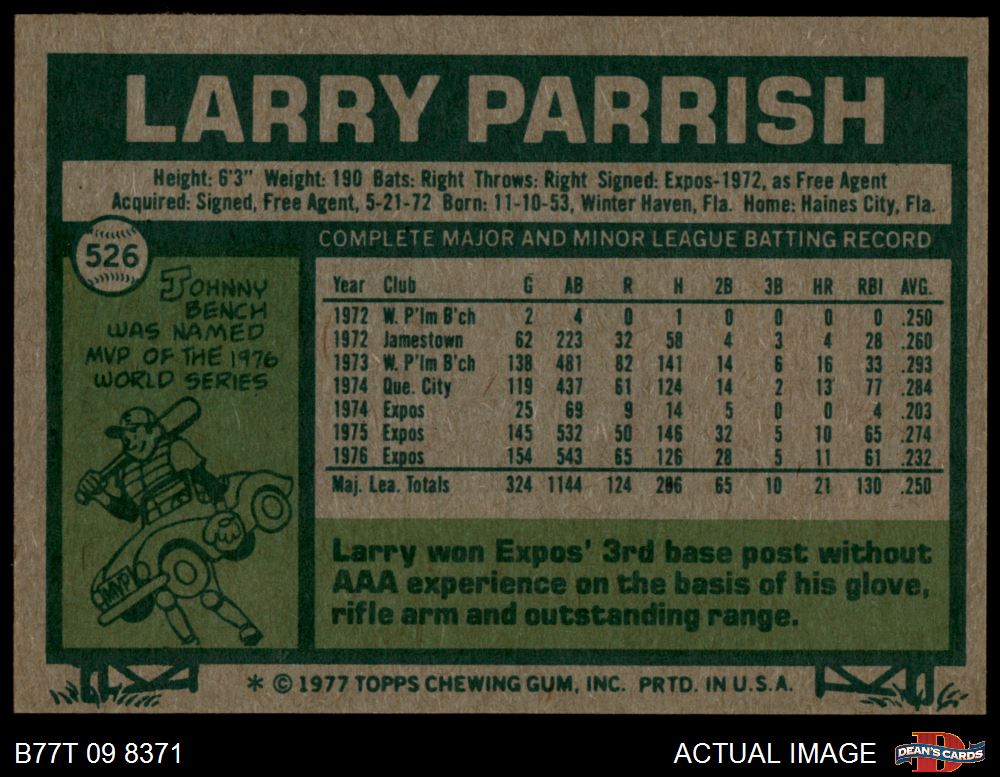 LARRY PARRISH
Height: 6'3" Weight: 190 Bats: Right Throws: Right Signed: Expos-1972, as Free Agent
Acquired: Signed, Free Agent, 5-21-72 Born: 11-10-53, Winter Haven, Fla. Home: Haines City, Fla.
526
JOHNNY
BENCH
WAS NAMED
MVP OF THE 1976
WORLD SERIES
MVP
COMPLETE MAJOR AND MINOR LEAGUE BATTING RECORD
Year Club G AB R H 2B 3B HR RBI AVG.
1972 W. P'lm B'ch 2 4 0 1 0 0 0 0 .250
1972 Jamestown 62 223 32 58 4 3 4 28 .260
1973 W. P'lm B'ch 138 481 82 141 14 6 16 33 .293
1974 Que. City 119 437 61 124 14 2 13 77 .284
1974 Expos 25 69 9 14 5 0 0 4 .203
1975 Expos 145 532 50 146 32 5 10 65 .274
1976 Expos 154 543 65 126 28 5 11 61 .232
Maj. Lea. Totals 324 1144 124 286 65 10 21 130 .250
Larry won Expos' 3rd base post without
AAA experience on the basis of his glove,
rifle arm and outstanding range.
* © 1977 TOPPS CHEWING GUM, INC. PRTD. IN U.S.A.
B77T 09 8371
ACTUAL IMAGE
D
DEAN'S CARDS